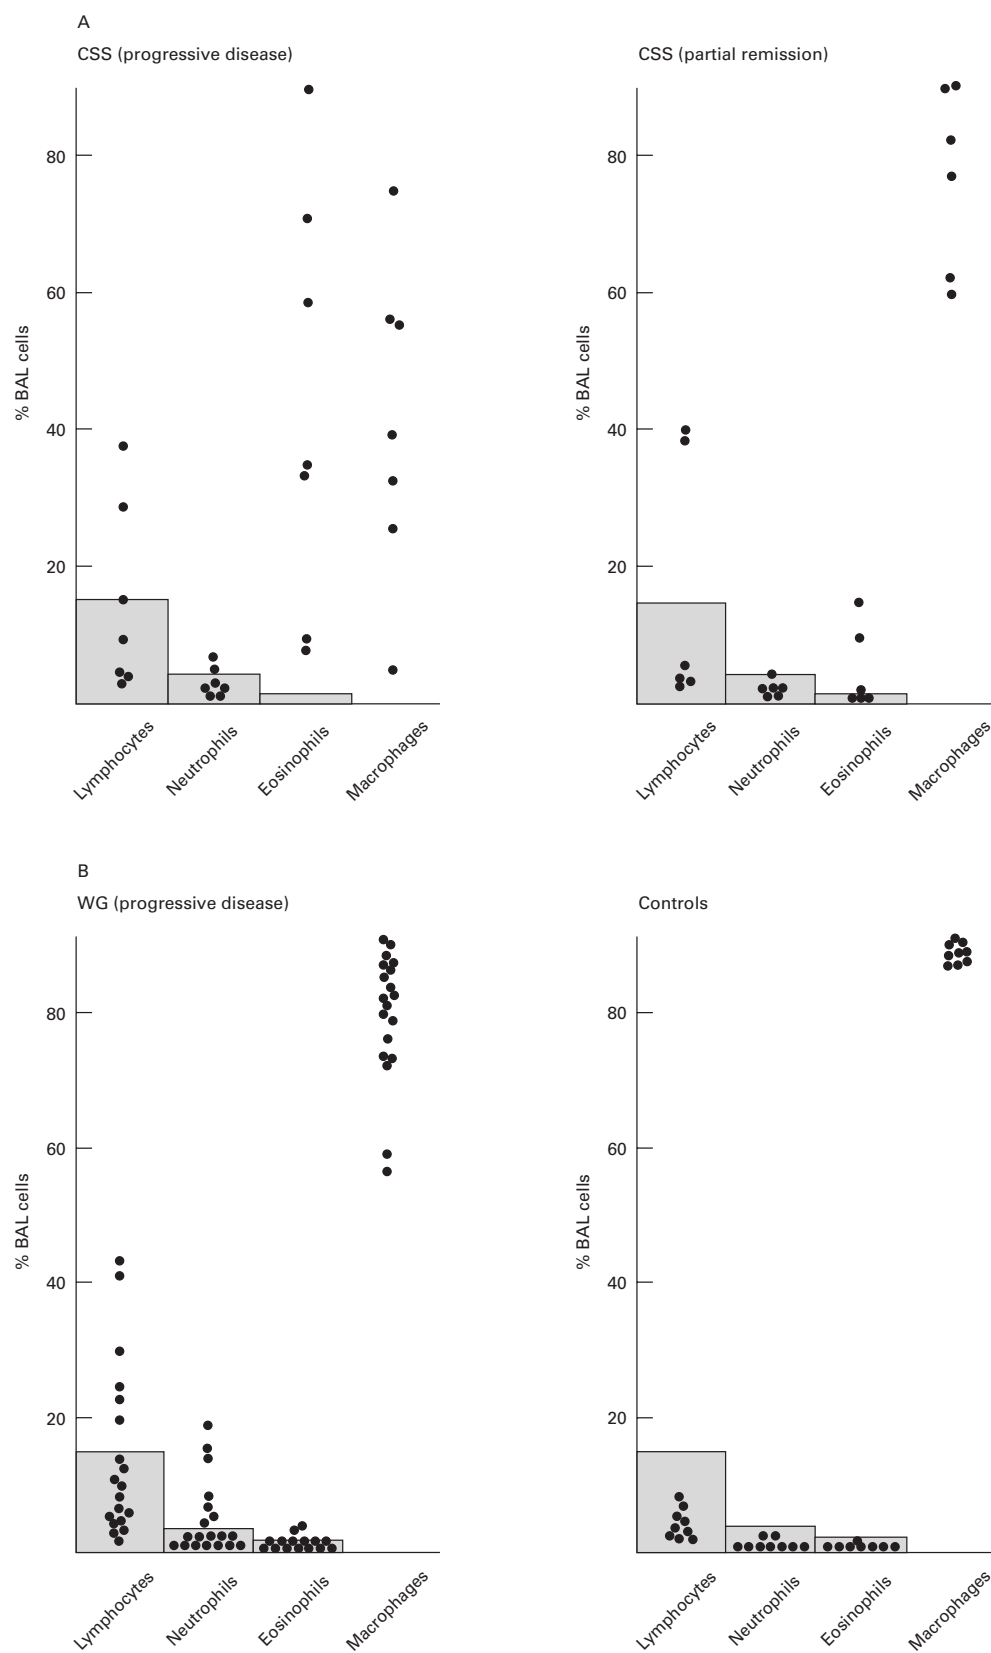 A
CSS (progressive disease)
% BAL cells
80
60
40
20
Lymphocytes
Neutrophils
Eosinophils
Macrophages
CSS (partial remission)
% BAL cells
80
60
40
20
Lymphocytes
Neutrophils
Eosinophils
Macrophages
B
WG (progressive disease)
% BAL cells
80
60
40
20
Lymphocytes
Neutrophils
Eosinophils
Macrophages
Controls
% BAL cells
80
60
40
20
Lymphocytes
Neutrophils
Eosinophils
Macrophages